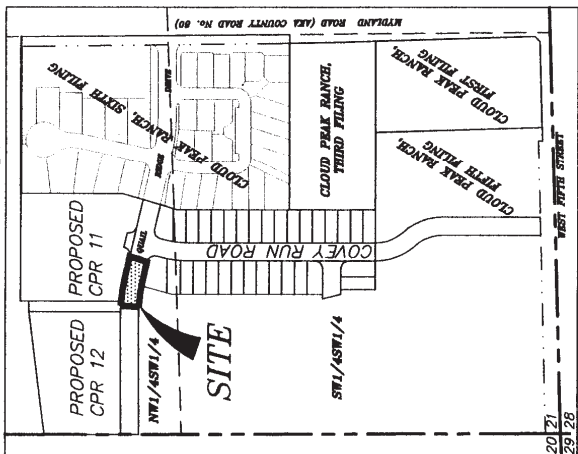 MYDLAND ROAD (AKA COUNTY ROAD No. 80)
CLOUD PEAK RANCH, SIXTH FILING
DRIVE
RIDGE
QUAIL
CLOUD PEAK RANCH,
THIRD FILING
CLOUD PEAK RANCH,
FIRST FILING
CLOUD PEAK RANCH,
FIFTH FILING
WEST FIFTH STREET
COVEY RUN ROAD
PROPOSED
CPR 11
PROPOSED
CPR 12
NW1/4SW1/4
SITE
SW1/4SW1/4
20 21
29 28